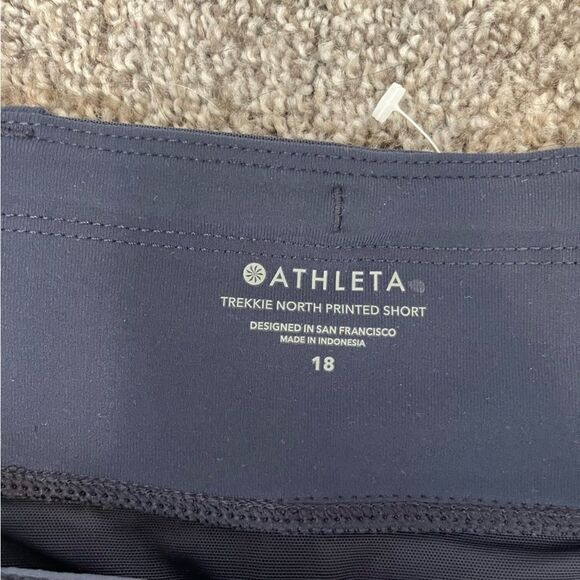 ATHLETA
TREKKIE NORTH PRINTED SHORT
DESIGNED IN SAN FRANCISCO
MADE IN INDONESIA
18